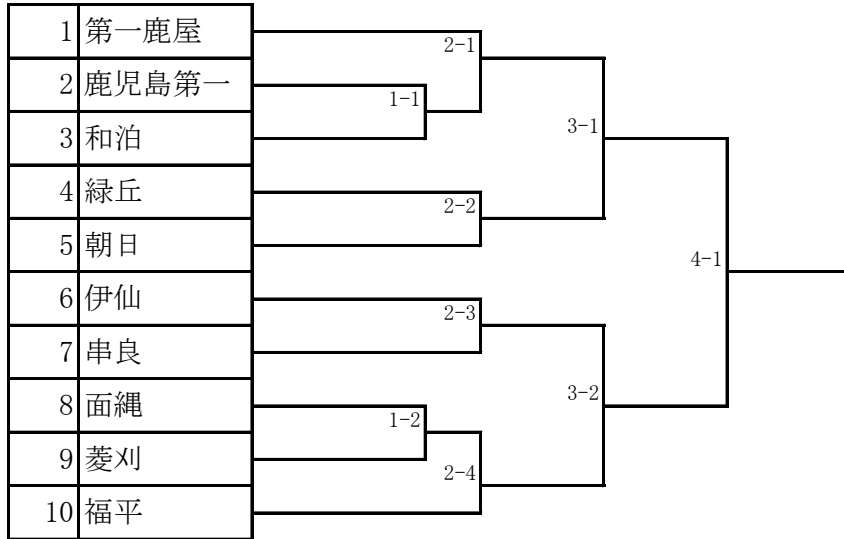 1 第一鹿屋
2 鹿児島第一
3 和泊
4 緑丘
5 朝日
6 伊仙
7 串良
8 面縄
9 菱刈
10 福平
2-1
1-1
3-1
2-2
4-1
2-3
3-2
1-2
2-4